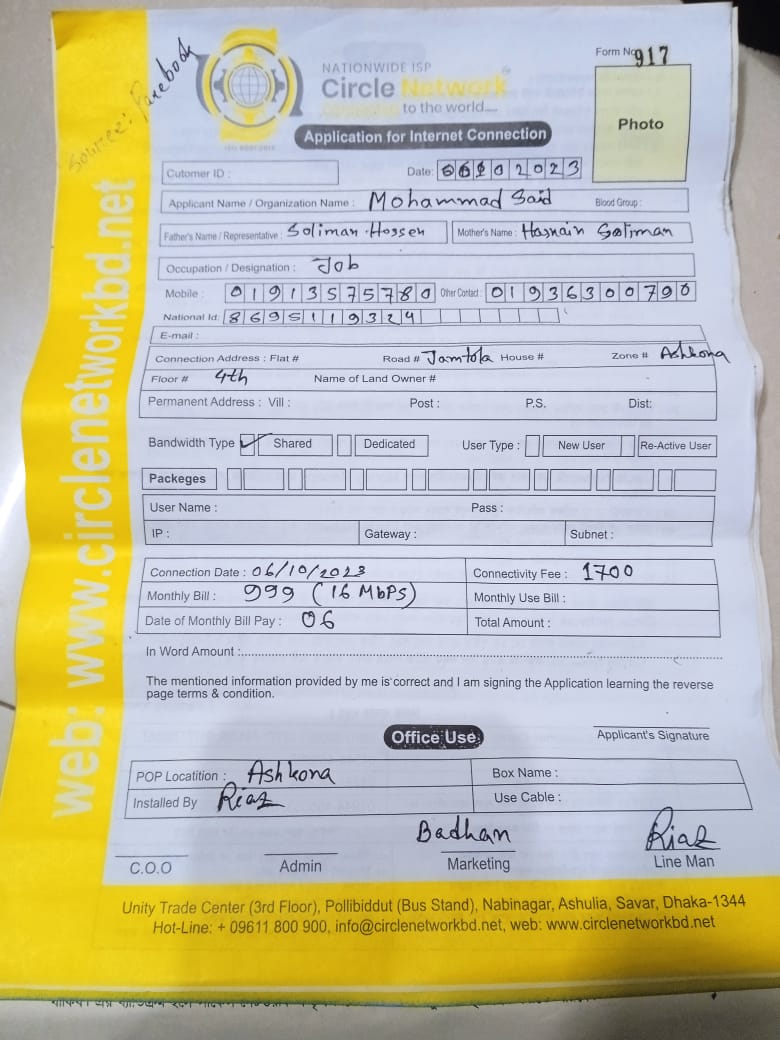 Source: Facebook
NATIONWIDE ISP
Circle Network
Connecting to the world....
Form No 917
Photo
Application for Internet Connection
Cutomer ID :
Date: 06102023
Applicant Name / Organization Name : Mohammad Said Blood Group :
Father's Name / Representative : Soliman Hossen Mother's Name : Hasnain Soliman
Occupation / Designation : Job
Mobile : 01913575780 Other Contact : 01936300790
National Id: 8695119324
E-mail :
Connection Address : Flat # Road # Jamtola House # Zone # Ashkona
Floor # 4th Name of Land Owner #
Permanent Address : Vill : Post : P.S. Dist:
Bandwidth Type ✓ Shared Dedicated User Type : New User Re-Active User
Packeges
User Name : Pass :
IP : Gateway : Subnet :
Connection Date : 06/10/2023 Connectivity Fee : 1700
Monthly Bill : 999 (16 MbPS) Monthly Use Bill :
Date of Monthly Bill Pay : 06 Total Amount :
In Word Amount :
The mentioned information provided by me is correct and I am signing the Application learning the reverse
page terms & condition.
Applicant's Signature
Office Use
POP Locatition : Ashkona Box Name :
Installed By Riaz Use Cable :
Badhan Riaz
C.O.O Admin Marketing Line Man
Unity Trade Center (3rd Floor), Pollibiddut (Bus Stand), Nabinagar, Ashulia, Savar, Dhaka-1344
Hot-Line: + 09611 800 900, info@circlenetworkbd.net, web: www.circlenetworkbd.net
web: www.circlenetworkbd.net